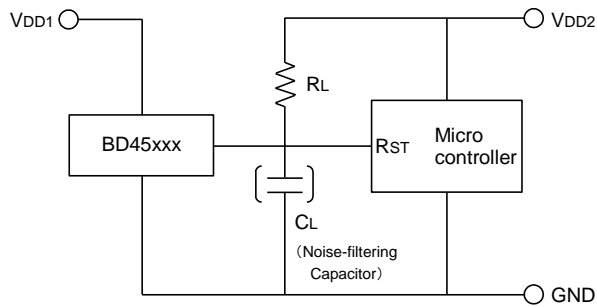 VDD1
VDD2
RL
BD45xxx
RST
Micro
controller
CL
（Noise-filtering
Capacitor）
GND